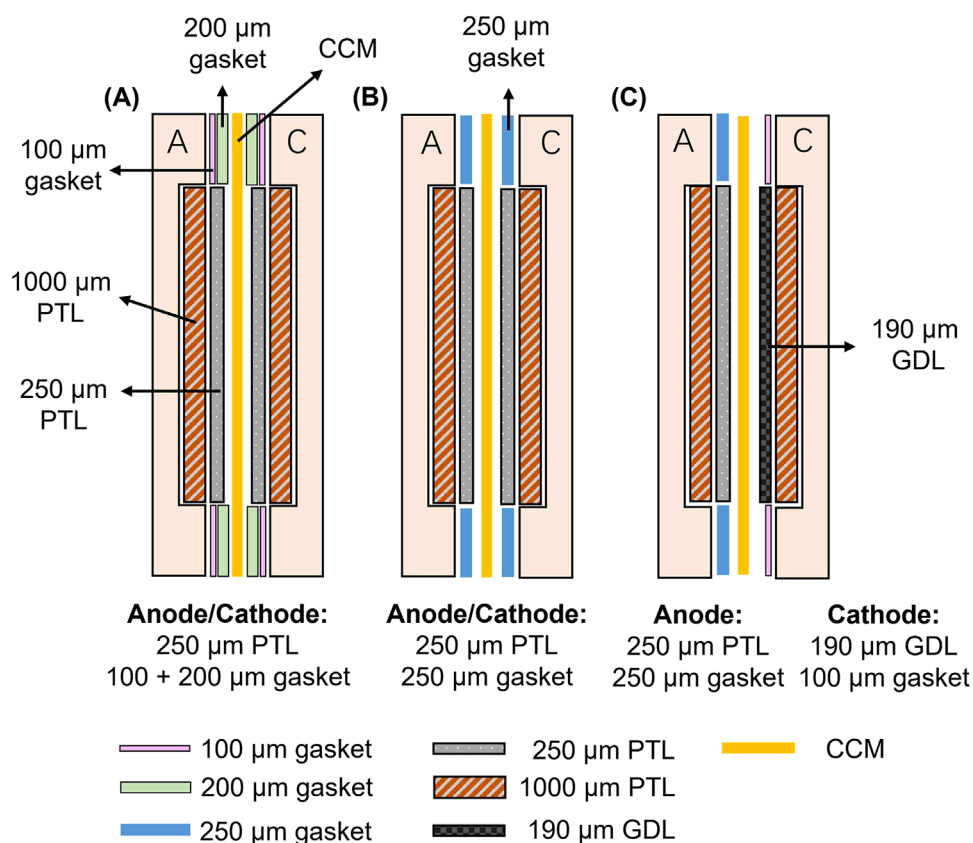 200 µm
gasket
CCM
250 µm
gasket
(A)
(B)
(C)
A
C
A
C
A
C
100 µm
gasket
1000 µm
PTL
250 µm
PTL
190 µm
GDL
Anode/Cathode:
250 µm PTL
100 + 200 µm gasket
Anode/Cathode:
250 µm PTL
250 µm gasket
Anode:
250 µm PTL
250 µm gasket
Cathode:
190 µm GDL
100 µm gasket
100 µm gasket
250 µm PTL
CCM
200 µm gasket
1000 µm PTL
250 µm gasket
190 µm GDL